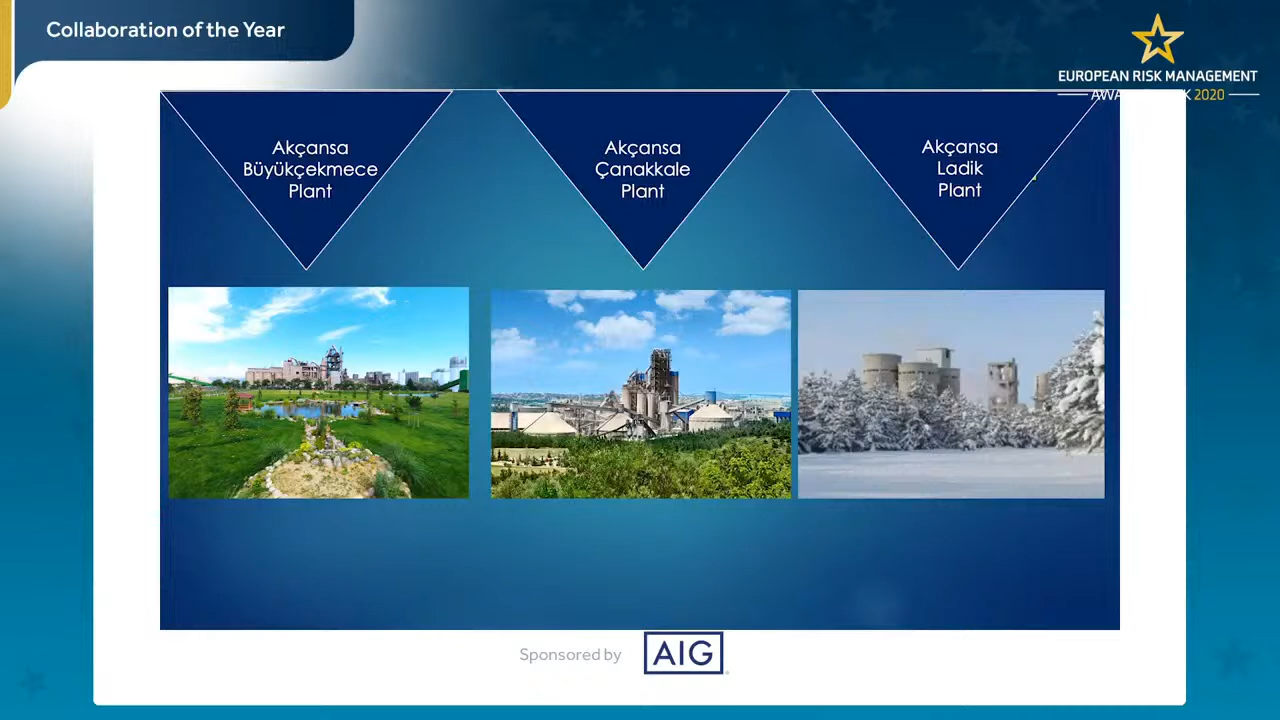 Collaboration of the Year
EUROPEAN RISK MANAGEMENT
2020
Akçansa
Büyükçekmece
Plant
Akçansa
Çanakkale
Plant
Akçansa
Ladik
Plant
Sponsored by
AIG